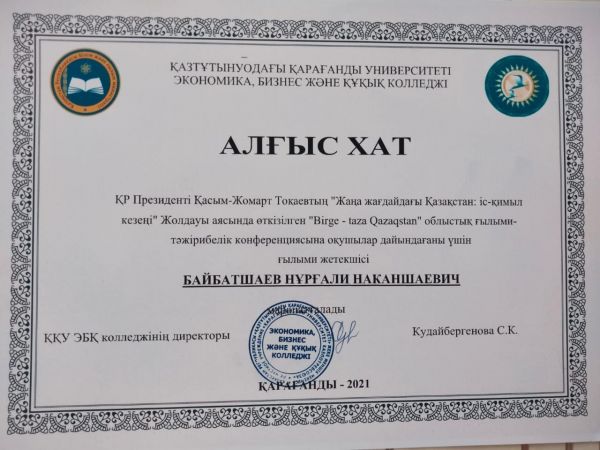 ҚАЗТҰТЫНУОДАҒЫ ҚАРАҒАНДЫ УНИВЕРСИТЕТІ
ЭКОНОМИКА, БИЗНЕС ЖӘНЕ ҚҰҚЫҚ КОЛЛЕДЖІ
АЛҒЫС ХАТ
ҚР Президенті Қасым-Жомарт Тоқаевтың "Жаңа жағдайдағы Қазақстан: іс-қимыл
кезеңі" Жолдауы аясында өткізілген "Birge - taza Qazaqstan" облыстық ғылыми-
тәжірибелік конференциясына оқушылар дайындағаны үшін
ғылыми жетекшісі
БАЙБАТШАЕВ НҰРҒАЛИ НАКАНШАЕВИЧ
марапатталады
ҚҚУ ЭБҚ колледжінің директоры
Кудайбергенова С.К.
ЭКОНОМИКА,
БИЗНЕС
ЖӘНЕ ҚҰҚЫҚ
КОЛЛЕДЖІ
ҚАРАҒАНДЫ - 2021